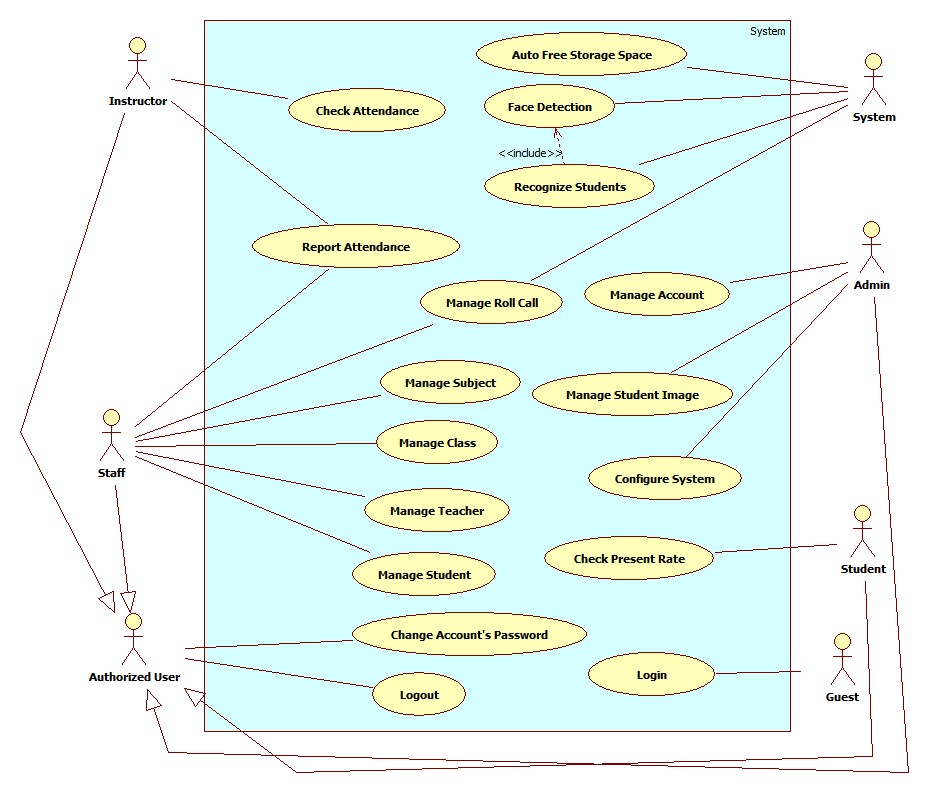 System
Auto Free Storage Space
Instructor
Check Attendance
Face Detection
System
<<include>>
Recognize Students
Report Attendance
Admin
Manage Roll Call
Manage Account
Manage Subject
Manage Student Image
Manage Class
Staff
Configure System
Manage Teacher
Check Present Rate
Student
Manage Student
Change Account's Password
Authorized User
Login
Logout
Guest